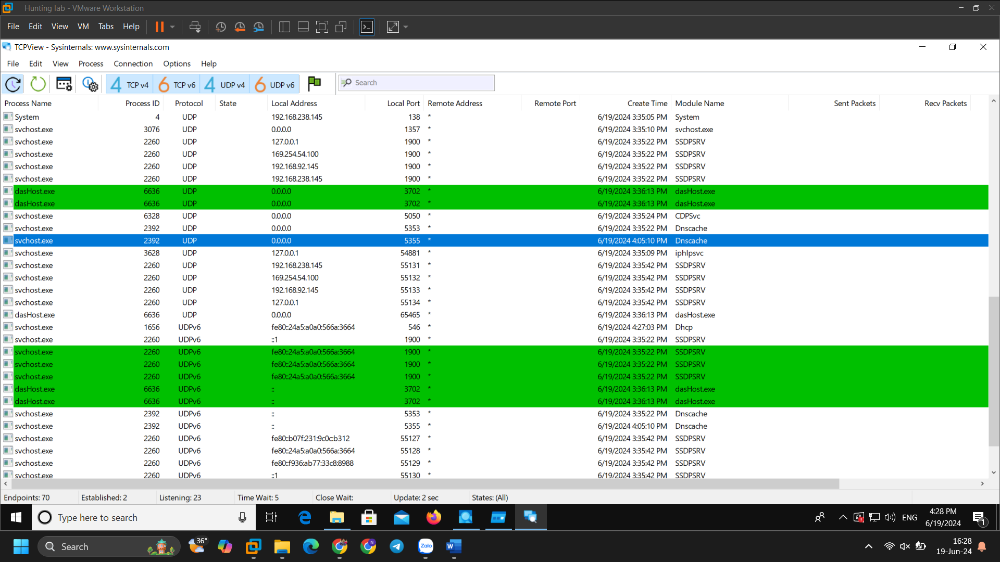 Hunting lab - VMware Workstation
File Edit View VM Tabs Help
TCPView - Sysinternals: www.sysinternals.com
File Edit View Process Connection Options Help
4 TCP v4 6 TCP v6 4 UDP v4 6 UDP v6 Search
Process Name Process ID Protocol State Local Address Local Port Remote Address Remote Port Create Time Module Name Sent Packets Recv Packets
System 4 UDP 192.168.238.145 138 * 6/19/2024 3:35:05 PM System
svchost.exe 3076 UDP 0.0.0.0 1357 * 6/19/2024 3:35:10 PM svchost.exe
svchost.exe 2260 UDP 127.0.0.1 1900 * 6/19/2024 3:35:22 PM SSDPSRV
svchost.exe 2260 UDP 169.254.54.100 1900 * 6/19/2024 3:35:22 PM SSDPSRV
svchost.exe 2260 UDP 192.168.92.145 1900 * 6/19/2024 3:35:22 PM SSDPSRV
svchost.exe 2260 UDP 192.168.238.145 1900 * 6/19/2024 3:35:22 PM SSDPSRV
dasHost.exe 6636 UDP 0.0.0.0 3702 * 6/19/2024 3:36:13 PM dasHost.exe
dasHost.exe 6636 UDP 0.0.0.0 3702 * 6/19/2024 3:36:13 PM dasHost.exe
svchost.exe 6328 UDP 0.0.0.0 5050 * 6/19/2024 3:35:24 PM CDPSvc
svchost.exe 2392 UDP 0.0.0.0 5353 * 6/19/2024 3:35:22 PM Dnscache
svchost.exe 2392 UDP 0.0.0.0 5355 * 6/19/2024 4:05:10 PM Dnscache
svchost.exe 3628 UDP 127.0.0.1 54881 * 6/19/2024 3:35:09 PM iphlpsvc
svchost.exe 2260 UDP 192.168.238.145 55131 * 6/19/2024 3:35:42 PM SSDPSRV
svchost.exe 2260 UDP 169.254.54.100 55132 * 6/19/2024 3:35:42 PM SSDPSRV
svchost.exe 2260 UDP 192.168.92.145 55133 * 6/19/2024 3:35:42 PM SSDPSRV
svchost.exe 2260 UDP 127.0.0.1 55134 * 6/19/2024 3:35:42 PM SSDPSRV
dasHost.exe 6636 UDP 0.0.0.0 65465 * 6/19/2024 3:36:13 PM dasHost.exe
svchost.exe 1656 UDPv6 fe80::24a5:a0a0:566a:3664 546 * 6/19/2024 4:27:03 PM Dhcp
svchost.exe 2260 UDPv6 ::1 1900 * 6/19/2024 3:35:22 PM SSDPSRV
svchost.exe 2260 UDPv6 fe80::24a5:a0a0:566a:3664 1900 * 6/19/2024 3:35:22 PM SSDPSRV
svchost.exe 2260 UDPv6 fe80::24a5:a0a0:566a:3664 1900 * 6/19/2024 3:35:22 PM SSDPSRV
svchost.exe 2260 UDPv6 fe80::24a5:a0a0:566a:3664 1900 * 6/19/2024 3:35:22 PM SSDPSRV
dasHost.exe 6636 UDPv6 :: 3702 * 6/19/2024 3:36:13 PM dasHost.exe
dasHost.exe 6636 UDPv6 :: 3702 * 6/19/2024 3:36:13 PM dasHost.exe
svchost.exe 2392 UDPv6 :: 5353 * 6/19/2024 3:35:22 PM Dnscache
svchost.exe 2392 UDPv6 :: 5355 * 6/19/2024 4:05:10 PM Dnscache
svchost.exe 2260 UDPv6 fe80::b07f:231:9c0c:b312 55127 * 6/19/2024 3:35:42 PM SSDPSRV
svchost.exe 2260 UDPv6 fe80::24a5:a0a0:566a:3664 55128 * 6/19/2024 3:35:42 PM SSDPSRV
svchost.exe 2260 UDPv6 fe80::f936:ab77:33c8:8988 55129 * 6/19/2024 3:35:42 PM SSDPSRV
svchost.exe 2260 UDPv6 ::1 55130 * 6/19/2024 3:35:42 PM SSDPSRV
Endpoints: 70 Established: 2 Listening: 23 Time Wait: 5 Close Wait: Update: 2 sec States: (All)
Type here to search ENG 4:28 PM
6/19/2024 1
Search 36° N Zalo W 16:28
19-Jun-24